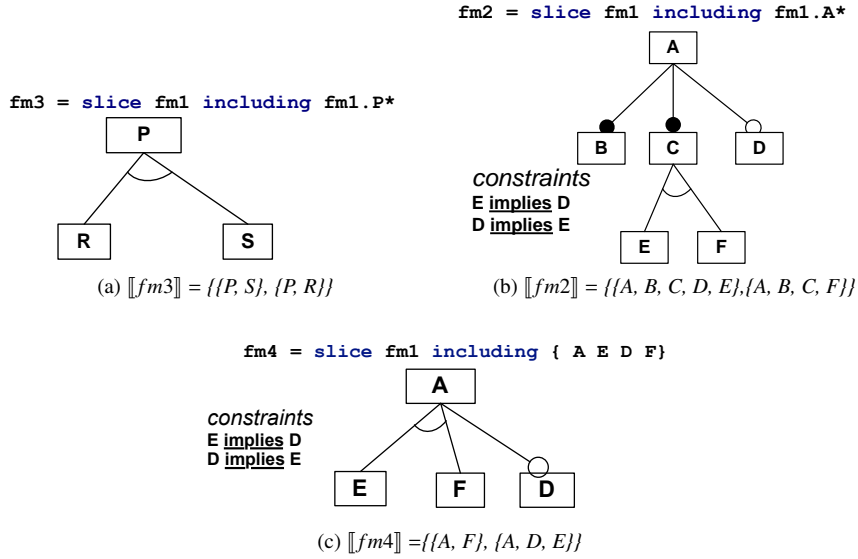 fm3 = slice fm1 including fm1.P*
P
R S
(a) ⟦fm3⟧ = {{P, S}, {P, R}}
fm2 = slice fm1 including fm1.A*
A
B C D
constraints
E implies D
D implies E
E F
(b) ⟦fm2⟧ = {{A, B, C, D, E},{A, B, C, F}}
fm4 = slice fm1 including { A E D F}
A
constraints
E implies D
D implies E
E F D
(c) ⟦fm4⟧ ={{A, F}, {A, D, E}}